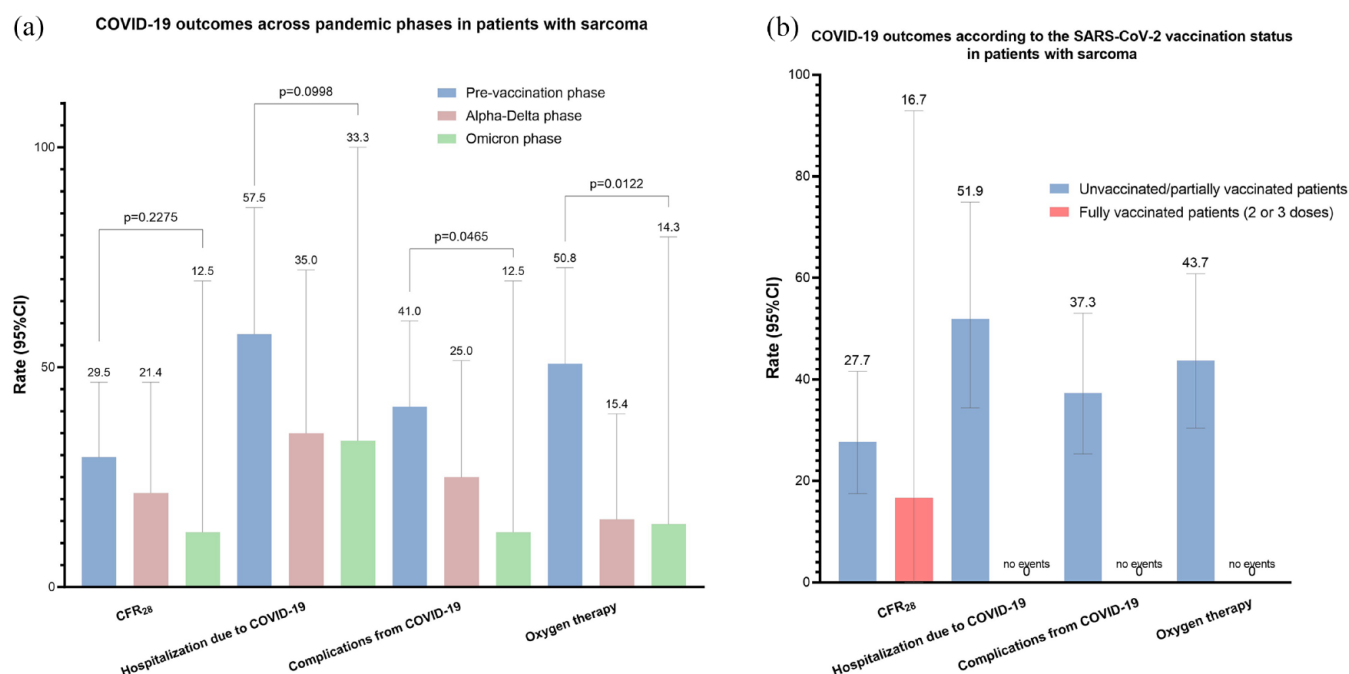 (a)
COVID-19 outcomes across pandemic phases in patients with sarcoma
Pre-vaccination phase
Alpha-Delta phase
Omicron phase
p=0.0998
p=0.2275
p=0.0465
p=0.0122
Rate (95%CI)
100
50
0
29.5
21.4
12.5
57.5
35.0
33.3
41.0
25.0
12.5
50.8
15.4
14.3
CFR₂₈
Hospitalization due to COVID-19
Complications from COVID-19
Oxygen therapy
(b)
COVID-19 outcomes according to the SARS-CoV-2 vaccination status
in patients with sarcoma
Unvaccinated/partially vaccinated patients
Fully vaccinated patients (2 or 3 doses)
Rate (95%CI)
100
80
60
40
20
0
27.7
16.7
51.9
no events
0
37.3
no events
0
43.7
no events
0
CFR₂₈
Hospitalization due to COVID-19
Complications from COVID-19
Oxygen therapy